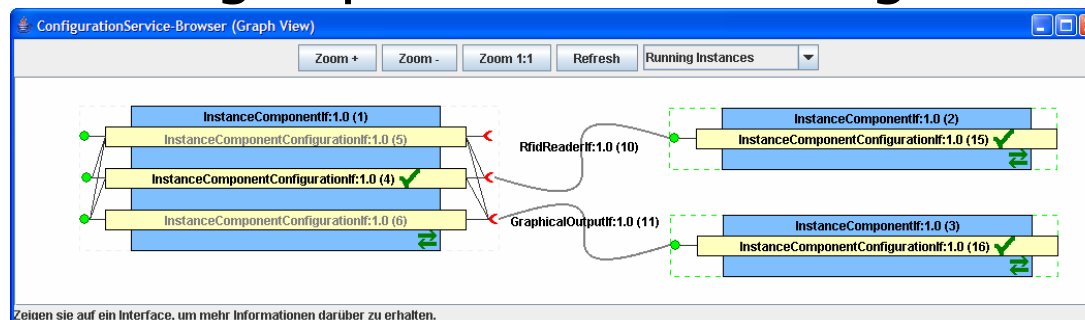 ConfigurationService-Browser (Graph View)
Zoom + Zoom - Zoom 1:1 Refresh Running Instances
InstanceComponentIf:1.0 (1)
InstanceComponentConfigurationIf:1.0 (5)
InstanceComponentConfigurationIf:1.0 (4)
InstanceComponentConfigurationIf:1.0 (6)
RfidReaderIf:1.0 (10)
GraphicalOutputIf:1.0 (11)
InstanceComponentIf:1.0 (2)
InstanceComponentConfigurationIf:1.0 (15)
InstanceComponentIf:1.0 (3)
InstanceComponentConfigurationIf:1.0 (16)
Zeigen sie auf ein Interface, um mehr Informationen darüber zu erhalten.